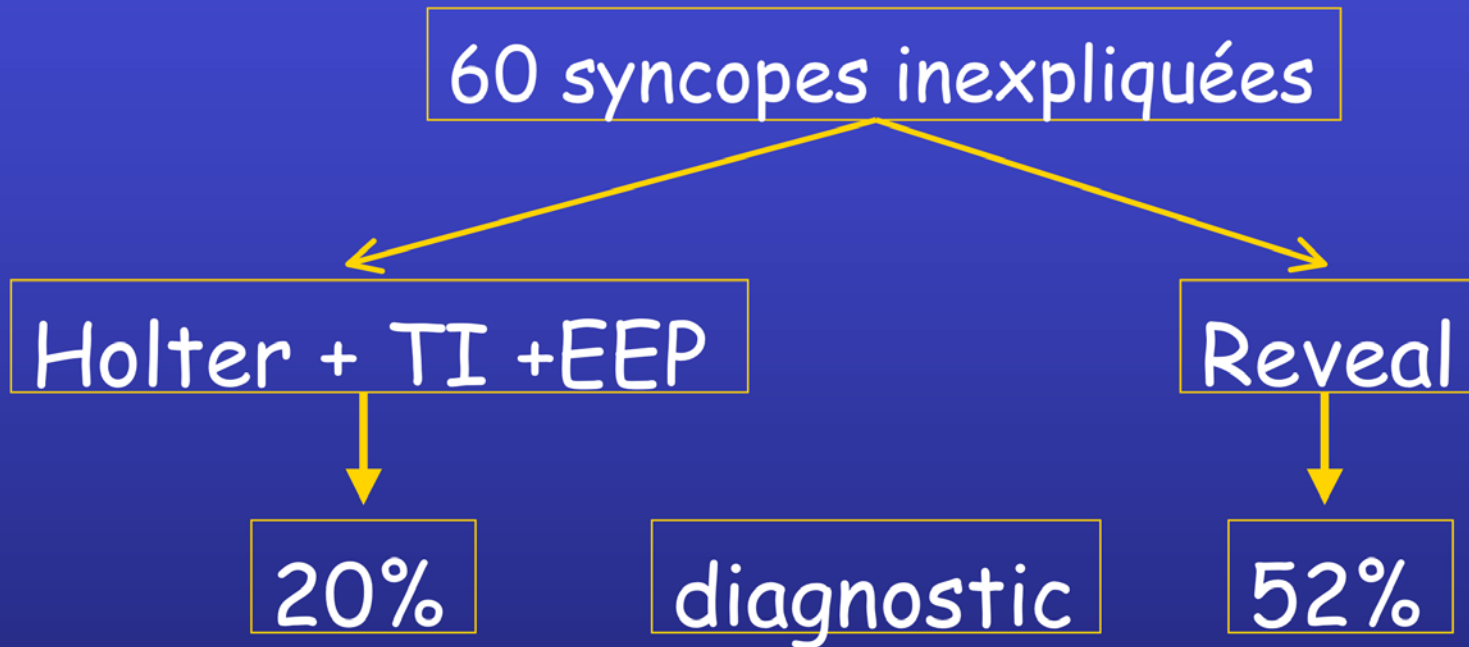 60 syncopes inexpliquées
Holter + TI +EEP
Reveal
20%
diagnostic
52%